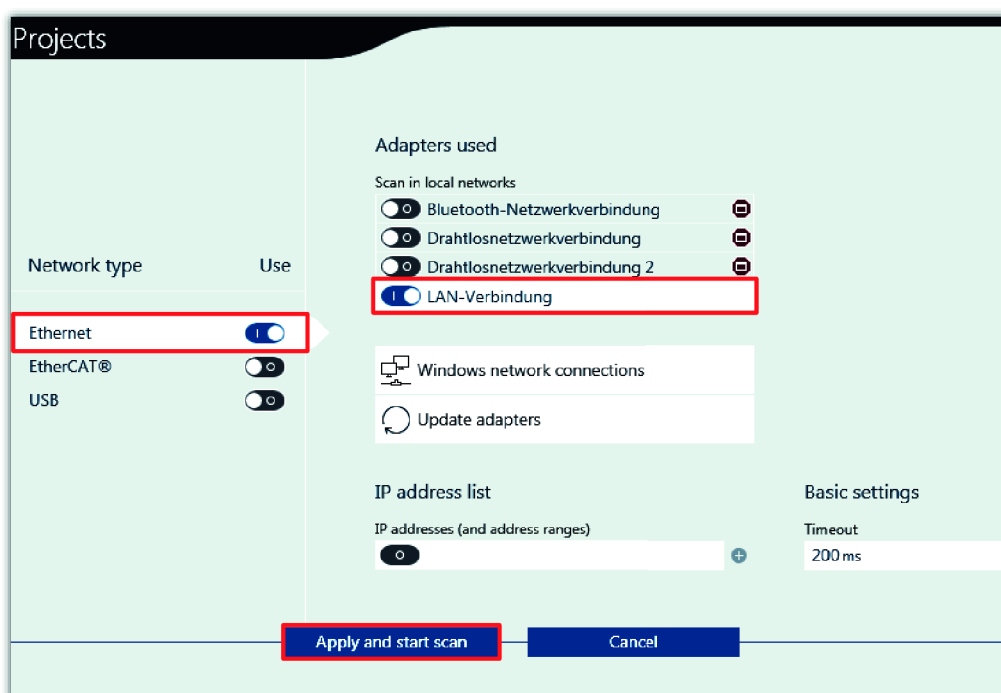 Projects
Network type Use
Ethernet
EtherCAT®
USB
Adapters used
Scan in local networks
Bluetooth-Netzwerkverbindung
Drahtlosnetzwerkverbindung
Drahtlosnetzwerkverbindung 2
LAN-Verbindung
Windows network connections
Update adapters
IP address list
IP addresses (and address ranges)
Basic settings
Timeout
200 ms
Apply and start scan
Cancel